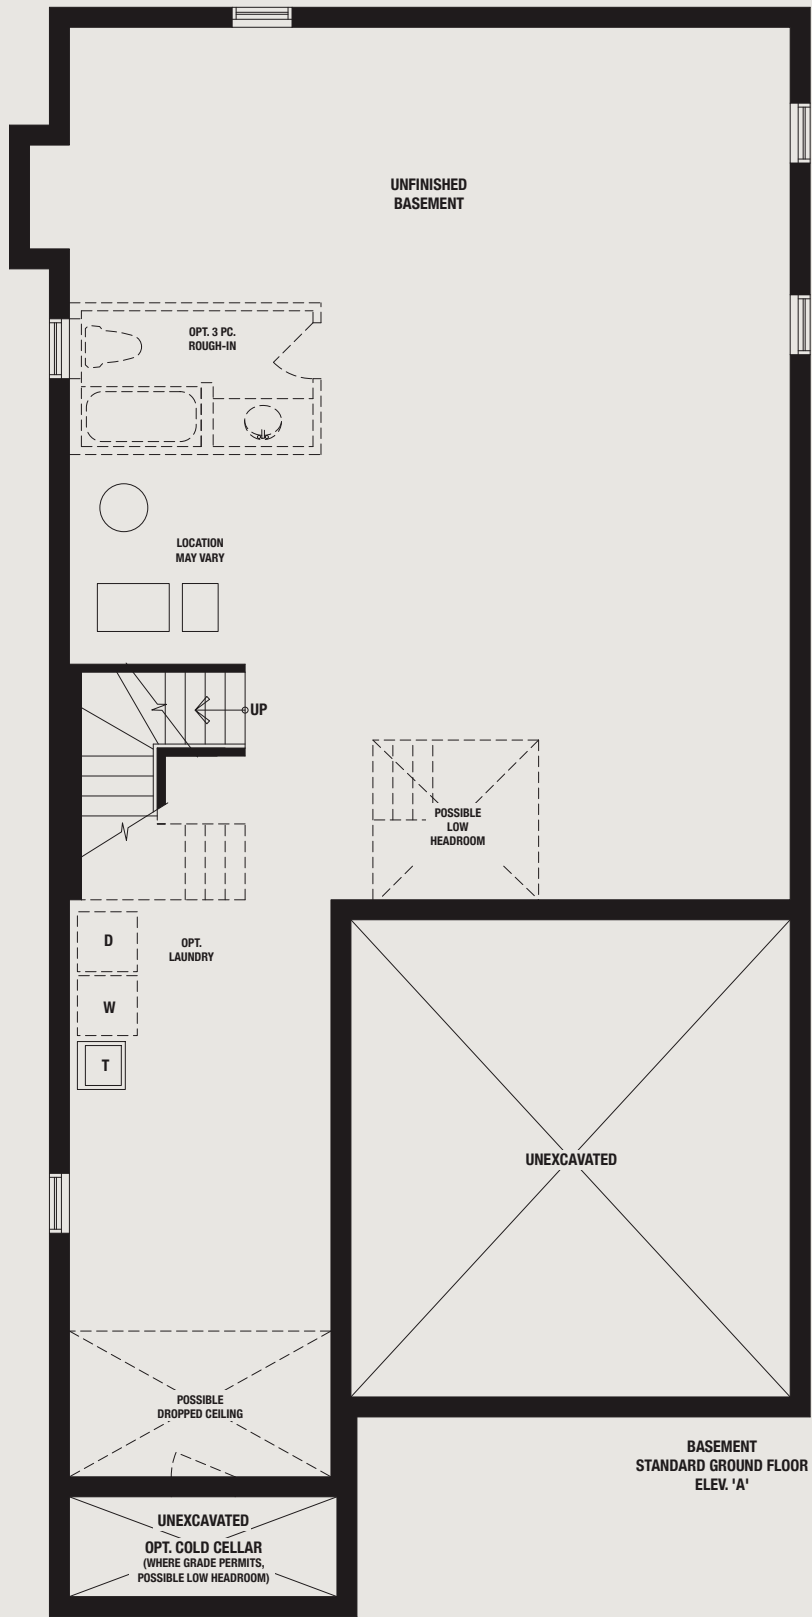 UNFINISHED
BASEMENT
OPT. 3 PC.
ROUGH-IN
LOCATION
MAY VARY
UP
POSSIBLE
LOW
HEADROOM
D
OPT.
LAUNDRY
W
T
UNEXCAVATED
POSSIBLE
DROPPED CEILING
BASEMENT
STANDARD GROUND FLOOR
ELEV. 'A'
UNEXCAVATED
OPT. COLD CELLAR
(WHERE GRADE PERMITS,
POSSIBLE LOW HEADROOM)